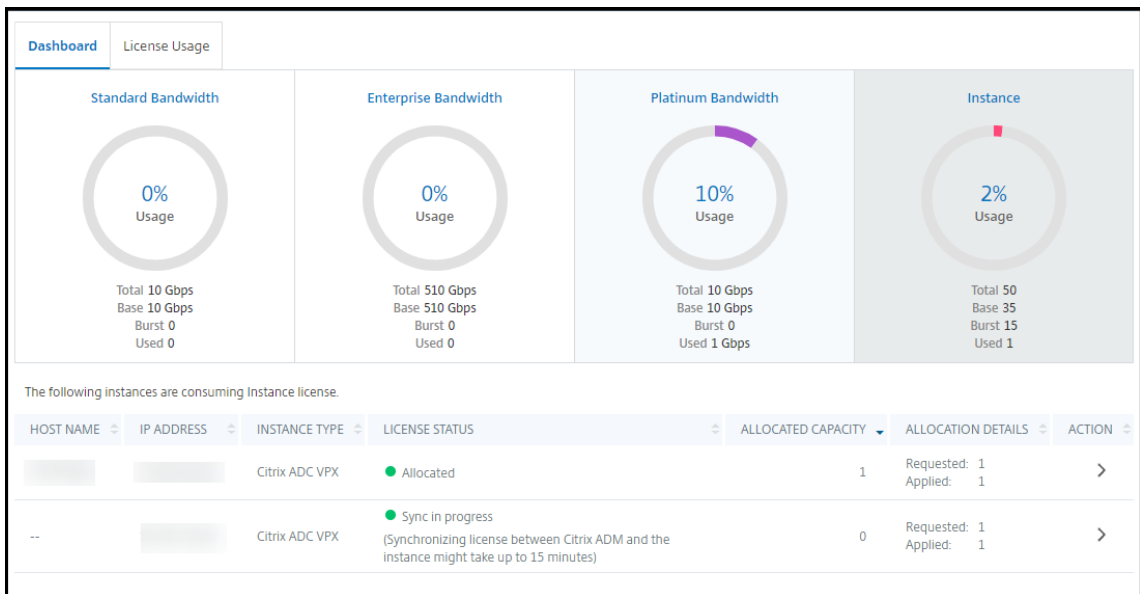 Dashboard License Usage
Standard Bandwidth Enterprise Bandwidth Platinum Bandwidth Instance
0% 0% 10% 2%
Usage Usage Usage Usage
Total 10 Gbps Total 510 Gbps Total 10 Gbps Total 50
Base 10 Gbps Base 510 Gbps Base 10 Gbps Base 35
Burst 0 Burst 0 Burst 0 Burst 15
Used 0 Used 0 Used 1 Gbps Used 1
The following instances are consuming Instance license.
HOST NAME IP ADDRESS INSTANCE TYPE LICENSE STATUS ALLOCATED CAPACITY ALLOCATION DETAILS ACTION
Citrix ADC VPX Allocated 1 Requested: 1
Applied: 1
Sync in progress
-- Citrix ADC VPX (Synchronizing license between Citrix ADM and the 0 Requested: 1
instance might take up to 15 minutes) Applied: 1